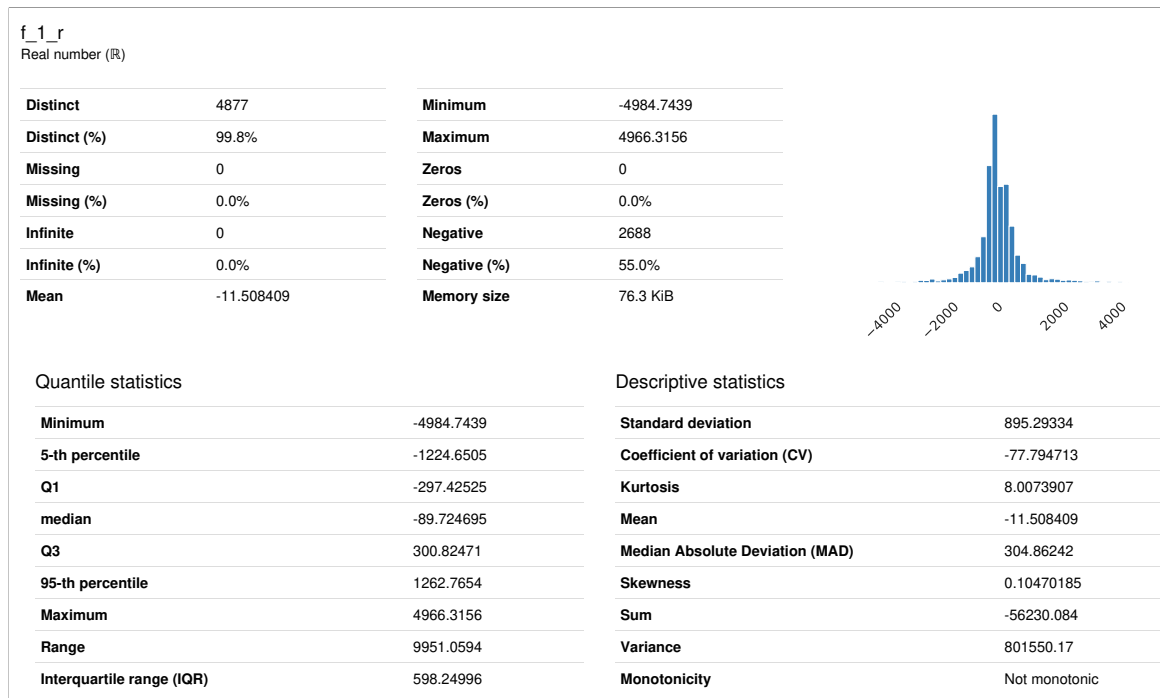 f_1_r
Real number (ℝ)
Distinct 4877
Distinct (%) 99.8%
Missing 0
Missing (%) 0.0%
Infinite 0
Infinite (%) 0.0%
Mean -11.508409
Minimum -4984.7439
Maximum 4966.3156
Zeros 0
Zeros (%) 0.0%
Negative 2688
Negative (%) 55.0%
Memory size 76.3 KiB
−4000 −2000 0 2000 4000
Quantile statistics
Minimum -4984.7439
5-th percentile -1224.6505
Q1 -297.42525
median -89.724695
Q3 300.82471
95-th percentile 1262.7654
Maximum 4966.3156
Range 9951.0594
Interquartile range (IQR) 598.24996
Descriptive statistics
Standard deviation 895.29334
Coefficient of variation (CV) -77.794713
Kurtosis 8.0073907
Mean -11.508409
Median Absolute Deviation (MAD) 304.86242
Skewness 0.10470185
Sum -56230.084
Variance 801550.17
Monotonicity Not monotonic